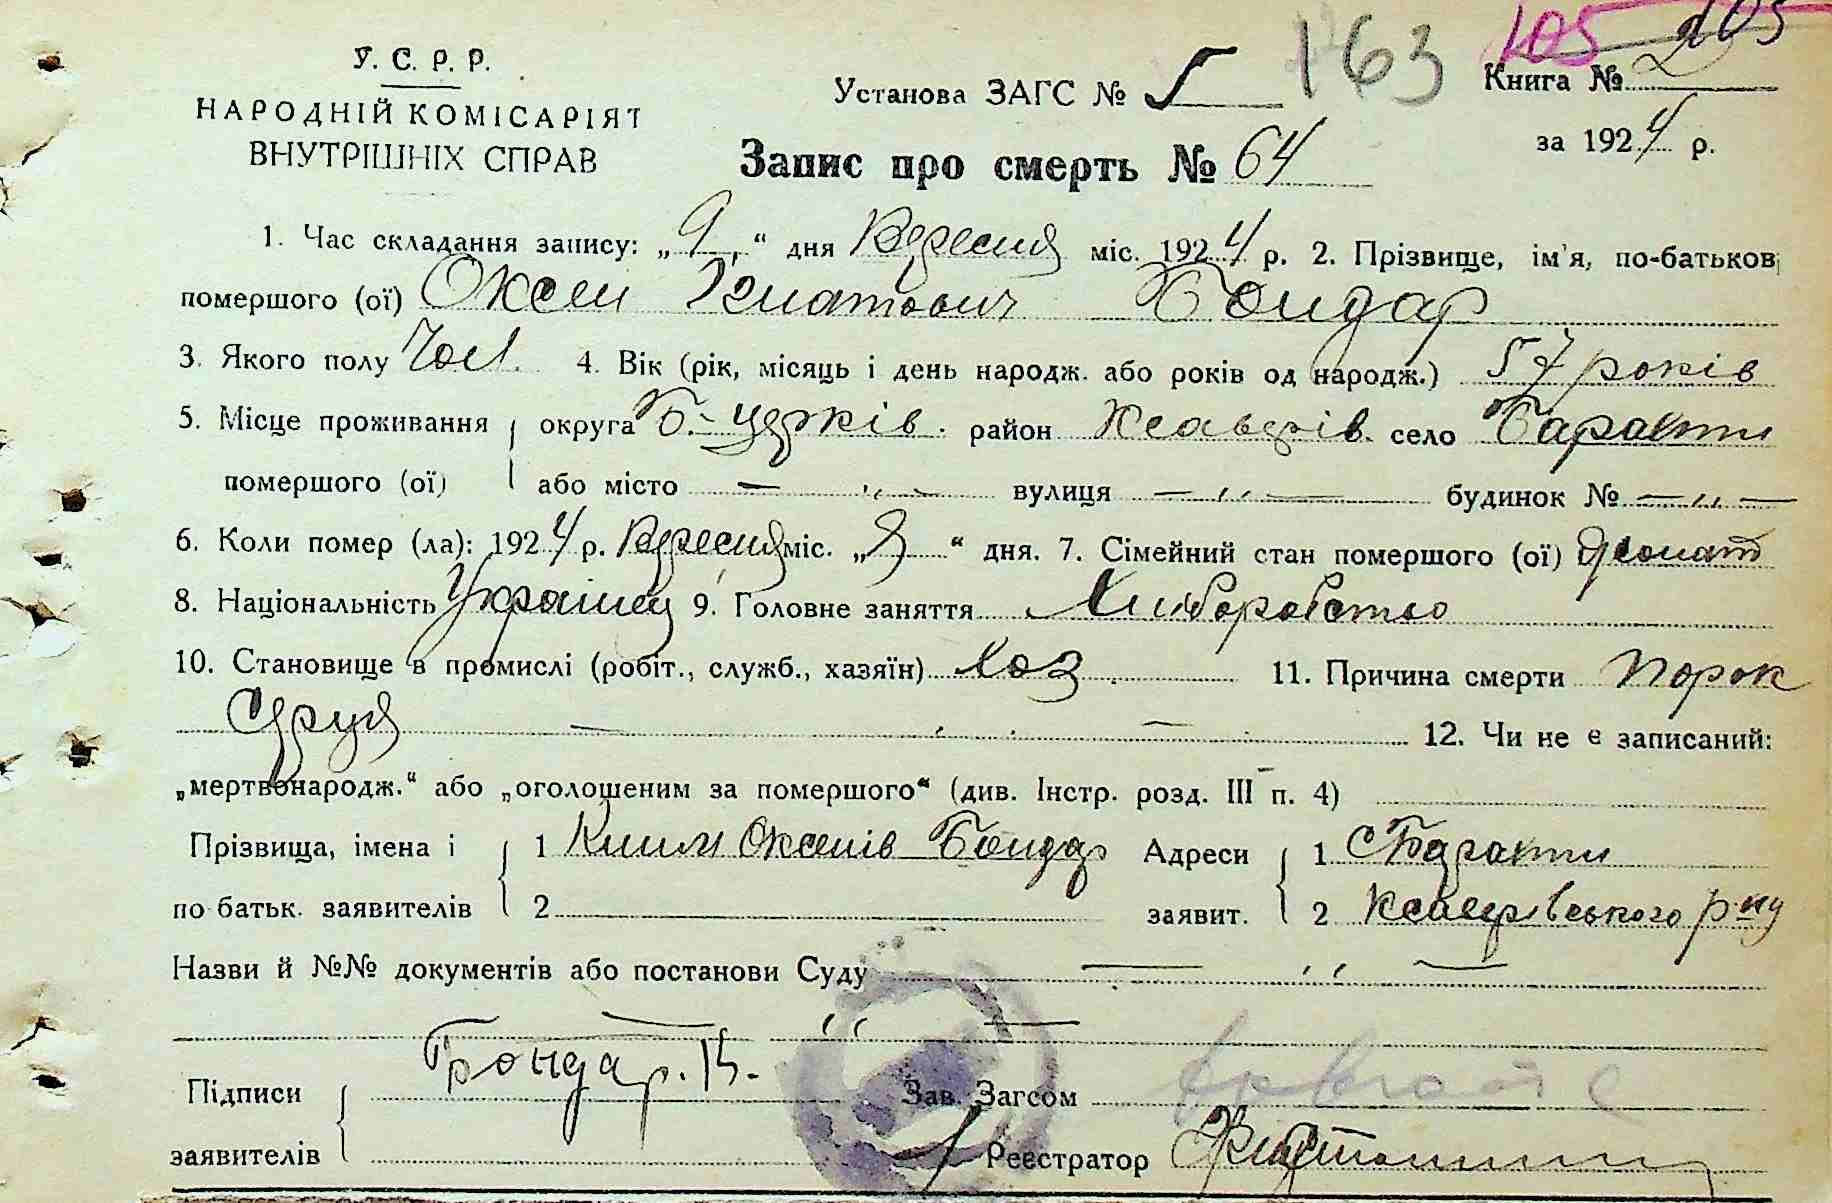 У. С. Р. Р.
НАРОДНІЙ КОМІСАРІЯТ
ВНУТРІШНІХ СПРАВ
163 105 205
Установа ЗАГС № 5 Книга №
за 1924 р.
Запис про смерть № 64
1. Час складання запису: „9“ дня Вересня міс. 1924 р. 2. Прізвище, ім'я, по-батькові
помершого (ої) Оксен Гнатович Бондар
3. Якого полу Чол. 4. Вік (рік, місяць і день народж. або років од народж.) 57 років
5. Місце проживання округа Б.-Церків. район Ксаверів. село Баракти
помершого (ої) або місто — „ — вулиця — „ — будинок № — „ —
6. Коли помер (ла): 1924 р. Вересня міс. „8“ дня. 7. Сімейний стан помершого (ої) жонат
8. Національність Українец 9. Головне заняття Хліборобство
10. Становище в промислі (робіт., служб., хазяїн) хоз 11. Причина смерти порок
серця 12. Чи не є записаний:
„мертвонародж.“ або „оголошеним за помершого“ (див. Інстр. розд. III п. 4)
Прізвища, імена і 1 Клим Оксенів Бондар Адреси 1 с Баракти
по батьк. заявителів 2 заявит. 2 Ксаверівського р-ну
Назви й №№ документів або постанови Суду — „ —
— „ —
Підписи Бондар. К. Зав. Загсом
заявителів Реестратор